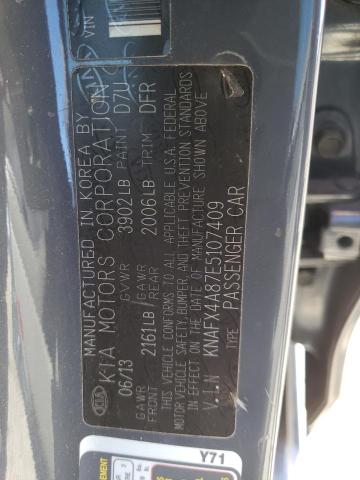 VIN
MANUFACTURED IN KOREA BY
KIA KIA MOTORS CORPORATION
06/13 GVWR 3902LB PAINT D7U
GAWR FRONT 2161LB GAWR REAR 2006LB TRIM DFR
THIS VEHICLE CONFORMS TO ALL APPLICABLE U.S.A. FEDERAL
MOTOR VEHICLE SAFETY, BUMPER, AND THEFT PREVENTION STANDARDS
IN EFFECT ON THE DATE OF MANUFACTURE SHOWN ABOVE
V.I.N KNAFX4A87E5107409
PASSENGER CAR
Y71